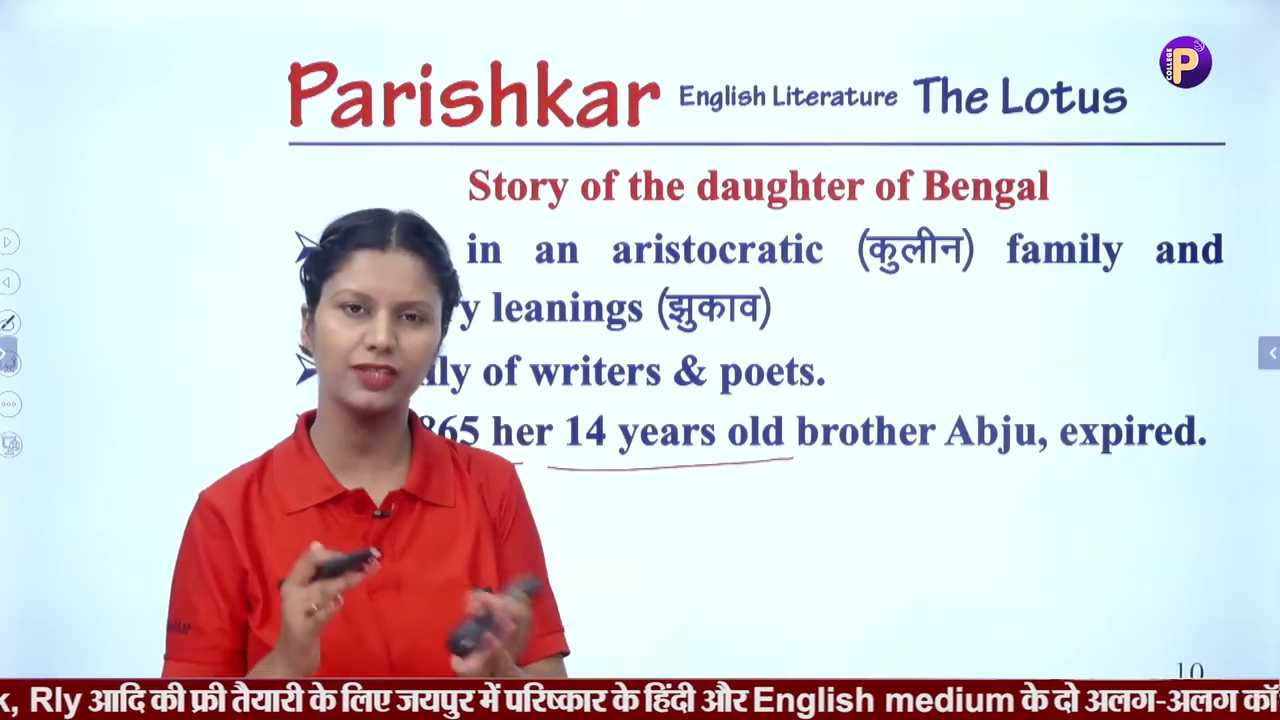 Parishkar English Literature The Lotus
COLLEGE P
Story of the daughter of Bengal
in an aristocratic (कुलीन) family and
leanings (झुकाव)
of writers & poets.
her 14 years old brother Abju, expired.
10
Rly आदि की फ्री तैयारी के लिए जयपुर में परिष्कार के हिंदी और English medium के दो अलग-अलग